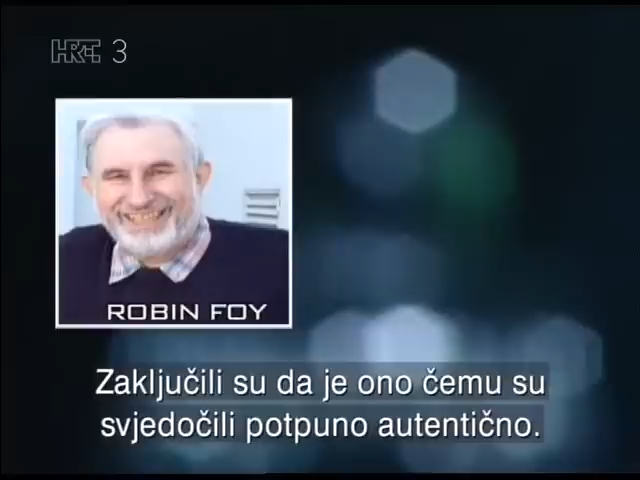 HRT 3
ROBIN FOY
Zaključili su da je ono čemu su
svjedočili potpuno autentično.